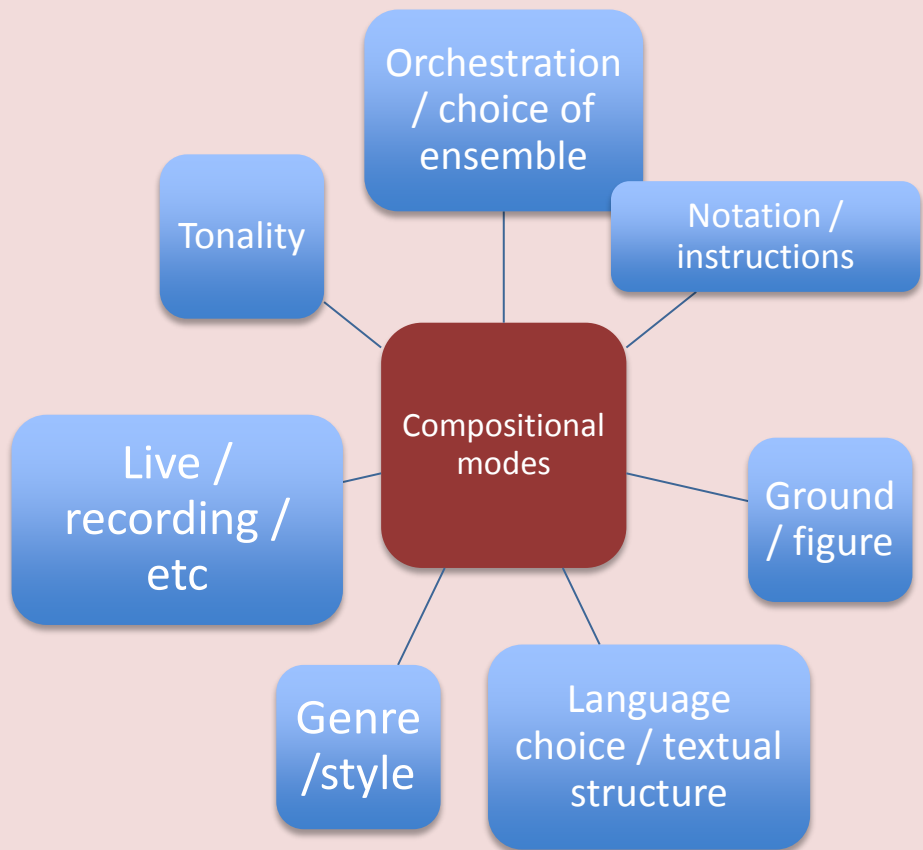 Orchestration
/ choice of
ensemble
Notation /
instructions
Tonality
Compositional
modes
Live /
recording /
etc
Ground
/ figure
Genre
/style
Language
choice / textual
structure